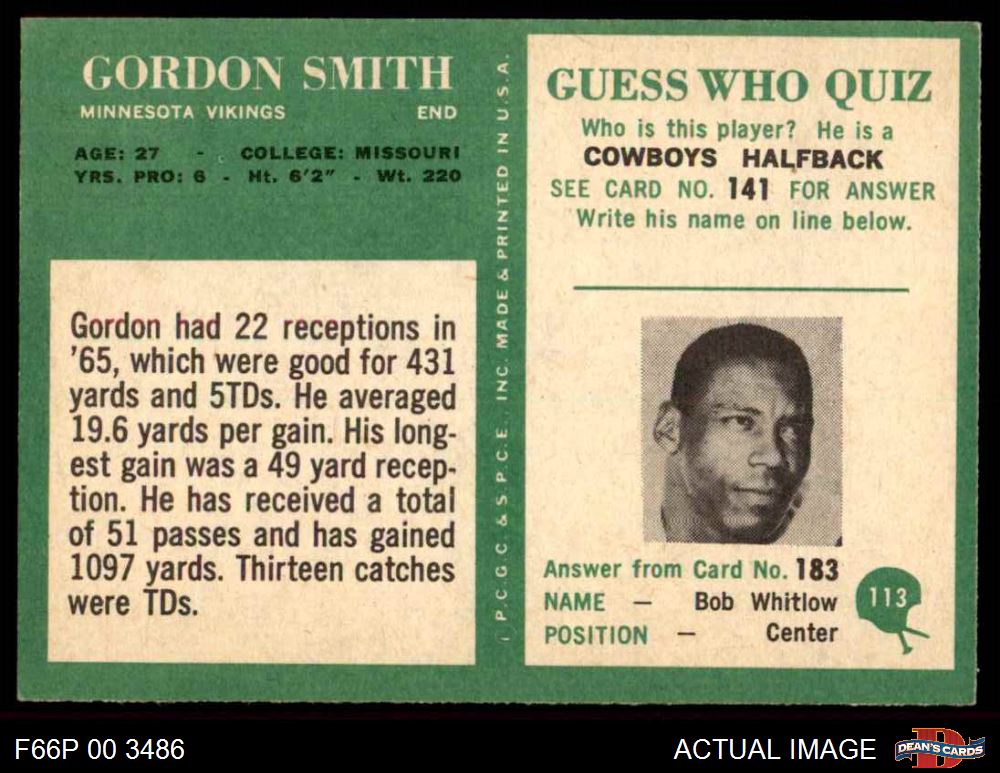 GORDON SMITH
MINNESOTA VIKINGS END
AGE: 27 - COLLEGE: MISSOURI
YRS. PRO: 6 - Ht. 6'2" - Wt. 220
Gordon had 22 receptions in
'65, which were good for 431
yards and 5TDs. He averaged
19.6 yards per gain. His long-
est gain was a 49 yard recep-
tion. He has received a total
of 51 passes and has gained
1097 yards. Thirteen catches
were TDs.
P.C.G.C. & S.P.C.E. INC. MADE & PRINTED IN U.S.A.
GUESS WHO QUIZ
Who is this player? He is a
COWBOYS HALFBACK
SEE CARD NO. 141 FOR ANSWER
Write his name on line below.
Answer from Card No. 183
NAME — Bob Whitlow
POSITION — Center
113
F66P 00 3486
ACTUAL IMAGE
D
DEAN'S CARDS